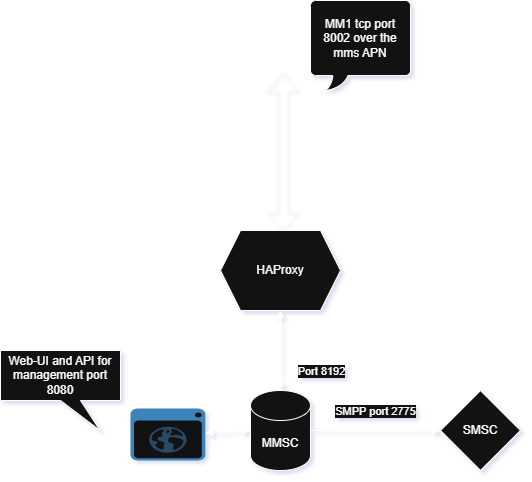 MM1 tcp port
8002 over the
mms APN
HAProxy
Port 8192
Web-UI and API for
management port
8080
SMPP port 2775
MMSC
SMSC